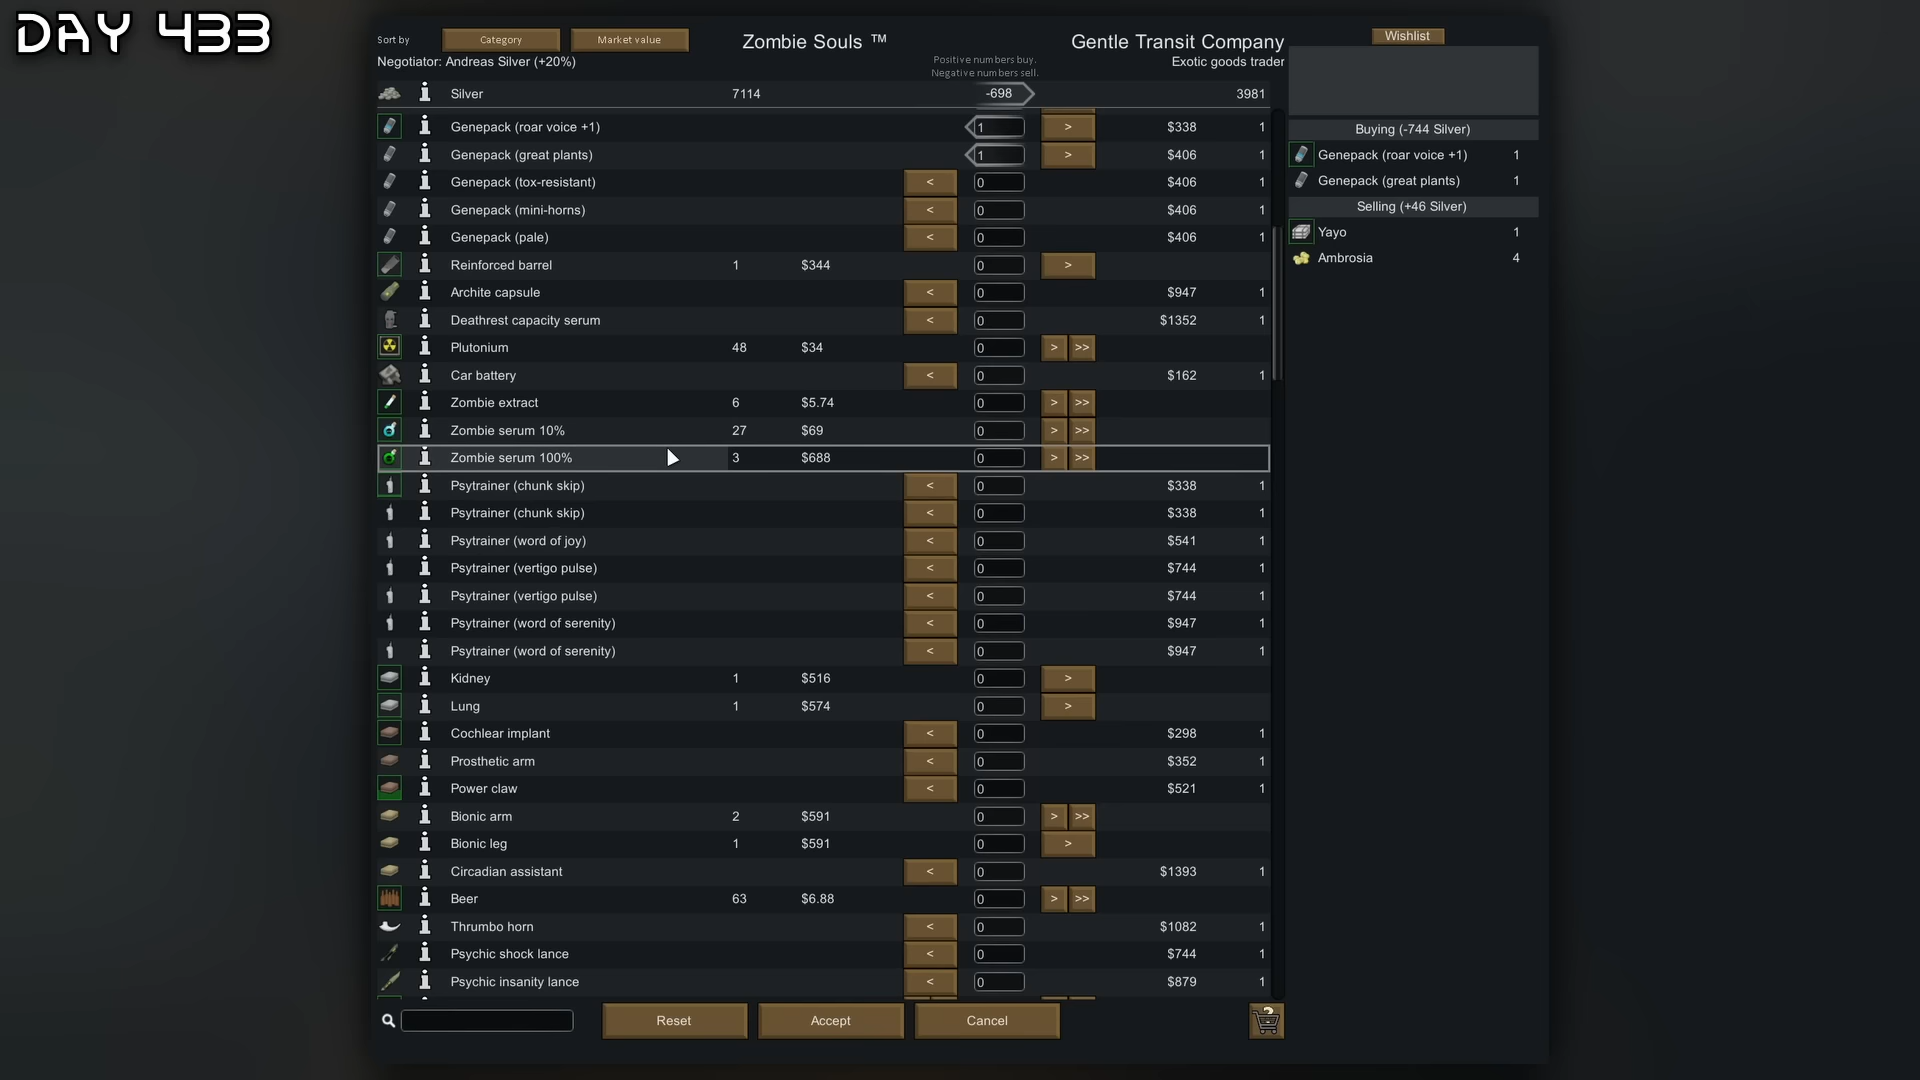 DAY 433
Sort by Category Market value Zombie Souls ™ Gentle Transit Company Wishlist
Negotiator: Andreas Silver (+20%) Positive numbers buy. Exotic goods trader
Negative numbers sell.
Silver 7114 -698 3981
Genepack (roar voice +1) 1 > $338 1
Genepack (great plants) 1 > $406 1
Genepack (tox-resistant) < 0 $406 1
Genepack (mini-horns) < 0 $406 1
Genepack (pale) < 0 $406 1
Reinforced barrel 1 $344 0 >
Archite capsule < 0 $947 1
Deathrest capacity serum < 0 $1352 1
Plutonium 48 $34 0 > >>
Car battery < 0 $162 1
Zombie extract 6 $5.74 0 > >>
Zombie serum 10% 27 $69 0 > >>
Zombie serum 100% 3 $688 0 > >>
Psytrainer (chunk skip) < 0 $338 1
Psytrainer (chunk skip) < 0 $338 1
Psytrainer (word of joy) < 0 $541 1
Psytrainer (vertigo pulse) < 0 $744 1
Psytrainer (vertigo pulse) < 0 $744 1
Psytrainer (word of serenity) < 0 $947 1
Psytrainer (word of serenity) < 0 $947 1
Kidney 1 $516 0 >
Lung 1 $574 0 >
Cochlear implant < 0 $298 1
Prosthetic arm < 0 $352 1
Power claw < 0 $521 1
Bionic arm 2 $591 0 > >>
Bionic leg 1 $591 0 >
Circadian assistant < 0 $1393 1
Beer 63 $6.88 0 > >>
Thrumbo horn < 0 $1082 1
Psychic shock lance < 0 $744 1
Psychic insanity lance < 0 $879 1
Reset Accept Cancel
Buying (-744 Silver)
Genepack (roar voice +1) 1
Genepack (great plants) 1
Selling (+46 Silver)
Yayo 1
Ambrosia 4